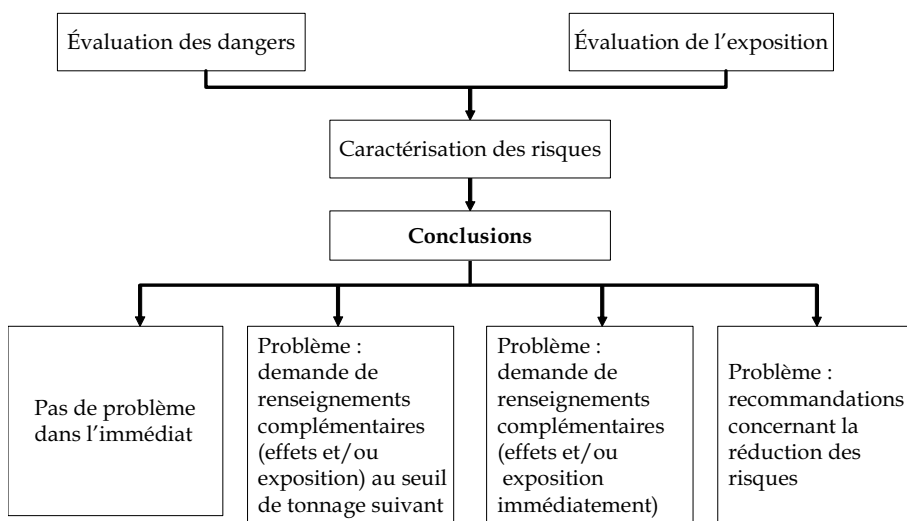 Évaluation des dangers
Évaluation de l'exposition
Caractérisation des risques
Conclusions
Pas de problème
dans l'immédiat
Problème :
demande de
renseignements
complémentaires
(effets et/ou
exposition) au seuil
de tonnage suivant
Problème :
demande de
renseignements
complémentaires
(effets et/ou
exposition
immédiatement)
Problème :
recommandations
concernant la
réduction des
risques